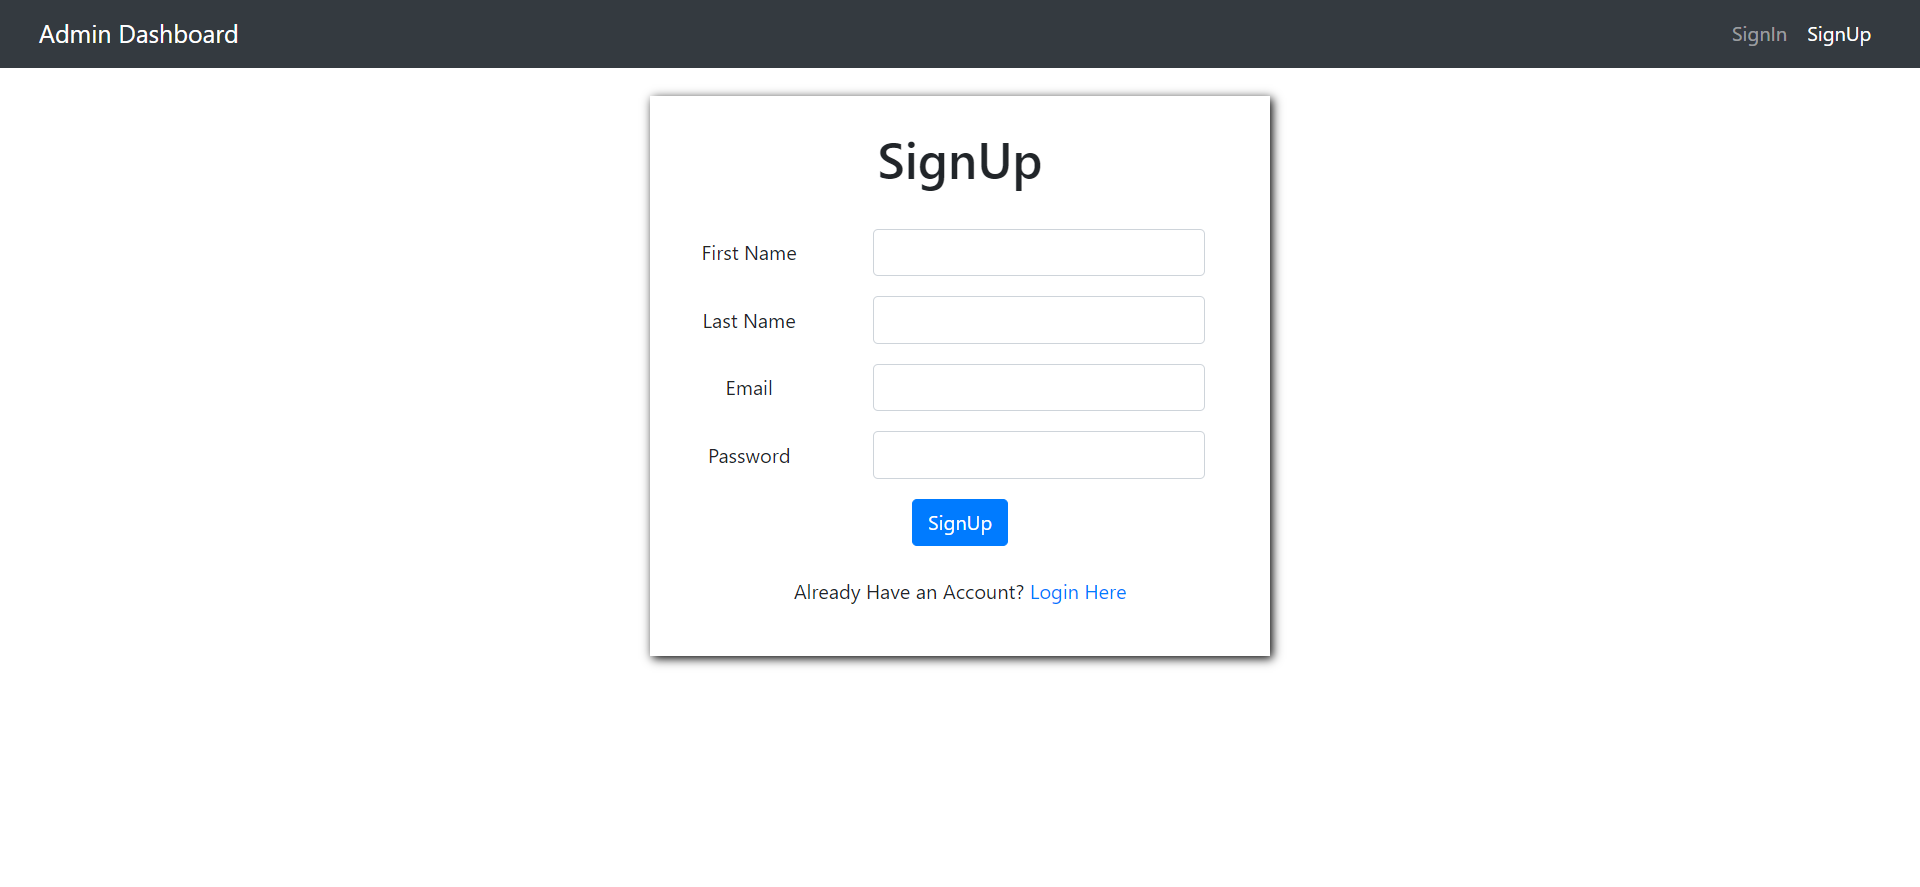 Admin Dashboard SignIn SignUp
SignUp
First Name
Last Name
Email
Password
SignUp
Already Have an Account? Login Here